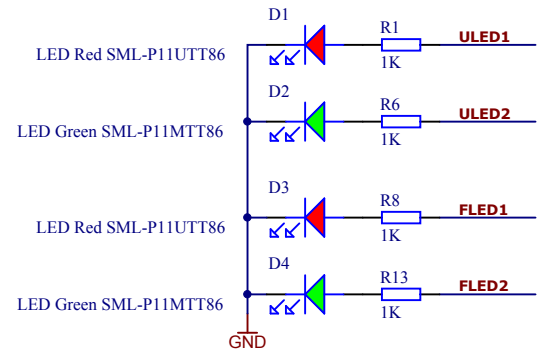 D1
R1
ULED1
LED Red SML-P11UTT86
1K
D2
R6
ULED2
LED Green SML-P11MTT86
1K
D3
R8
FLED1
LED Red SML-P11UTT86
1K
D4
R13
FLED2
LED Green SML-P11MTT86
1K
GND